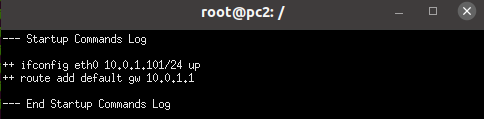 root@pc2: /
--- Startup Commands Log
++ ifconfig eth0 10.0.1.101/24 up
++ route add default gw 10.0.1.1
--- End Startup Commands Log